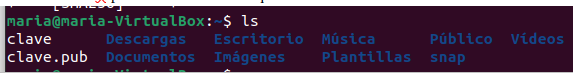 maria@maria-VirtualBox:~$ ls
clave Descargas Escritorio Música Público Vídeos
clave.pub Documentos Imágenes Plantillas snap